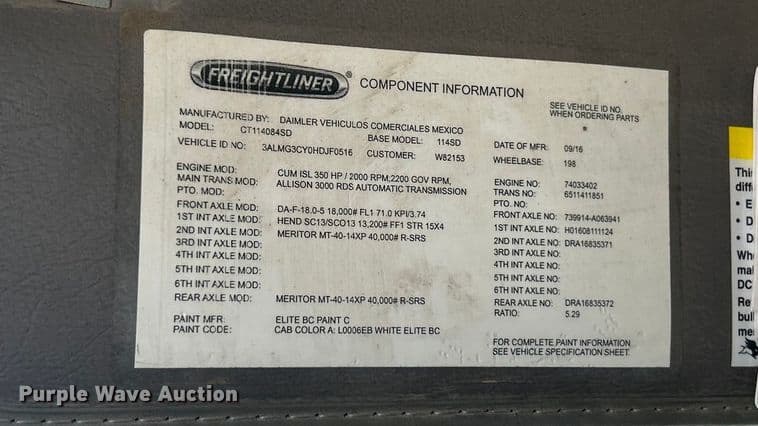 FREIGHTLINER ® COMPONENT INFORMATION
SEE VEHICLE ID NO.
WHEN ORDERING PARTS
*
MANUFACTURED BY: DAIMLER VEHICULOS COMERCIALES MEXICO
MODEL: CT114084SD BASE MODEL: 114SD DATE OF MFR: 09/16
VEHICLE ID NO: 3ALMG3CY0HDJF0516 CUSTOMER: W82153 WHEELBASE: 198
ENGINE MOD: CUM ISL 350 HP / 2000 RPM;2200 GOV RPM, ENGINE NO: 74033402
MAIN TRANS MOD: ALLISON 3000 RDS AUTOMATIC TRANSMISSION TRANS NO: 6511411851
PTO. MOD: PTO. NO:
FRONT AXLE MOD: DA-F-18.0-5 18,000# FL1 71.0 KPI/3.74 FRONT AXLE NO: 739914-A063941
1ST INT AXLE MOD: HEND SC13/SCO13 13,200# FF1 STR 15X4 1ST INT AXLE NO: H01608111124
2ND INT AXLE MOD: MERITOR MT-40-14XP 40,000# R-SRS 2ND INT AXLE NO: DRA16835371
3RD INT AXLE MOD: 3RD INT AXLE NO:
4TH INT AXLE MOD: 4TH INT AXLE NO:
5TH INT AXLE MOD: 5TH INT AXLE NO:
6TH INT AXLE MOD: 6TH INT AXLE NO:
REAR AXLE MOD: MERITOR MT-40-14XP 40,000# R-SRS REAR AXLE NO: DRA16835372
RATIO: 5.29
PAINT MFR: ELITE BC PAINT C
PAINT CODE: CAB COLOR A: L0006EB WHITE ELITE BC
FOR COMPLETE PAINT INFORMATION
SEE VEHICLE SPECIFICATION SHEET.
diff
• E
• D
• D
DC
Re
Purple Wave Auction